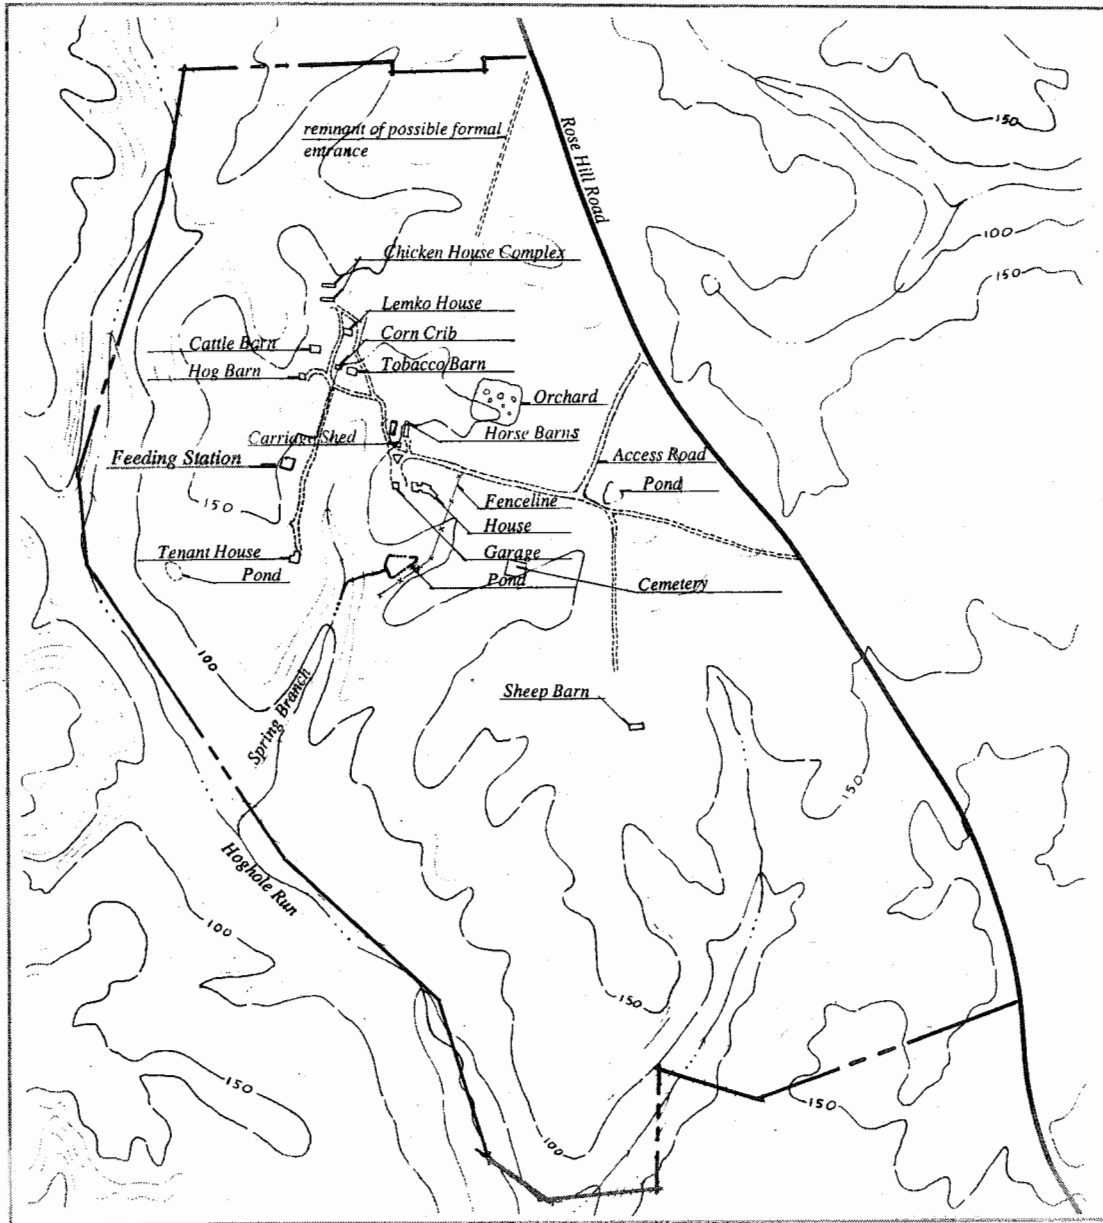 150
remnant of possible formal
entrance
Rose Hill Road
100
150
Chicken House Complex
Lemko House
Cattle Barn
Corn Crib
Hog Barn
Tobacco Barn
Orchard
Carriage Shed
Horse Barns
Feeding Station
Access Road
Pond
150
Fenceline
House
Tenant House
Garage
Pond
Pond
Cemetery
100
Spring Branch
Sheep Barn
150
Hoghole Run
100
150
150
100
150